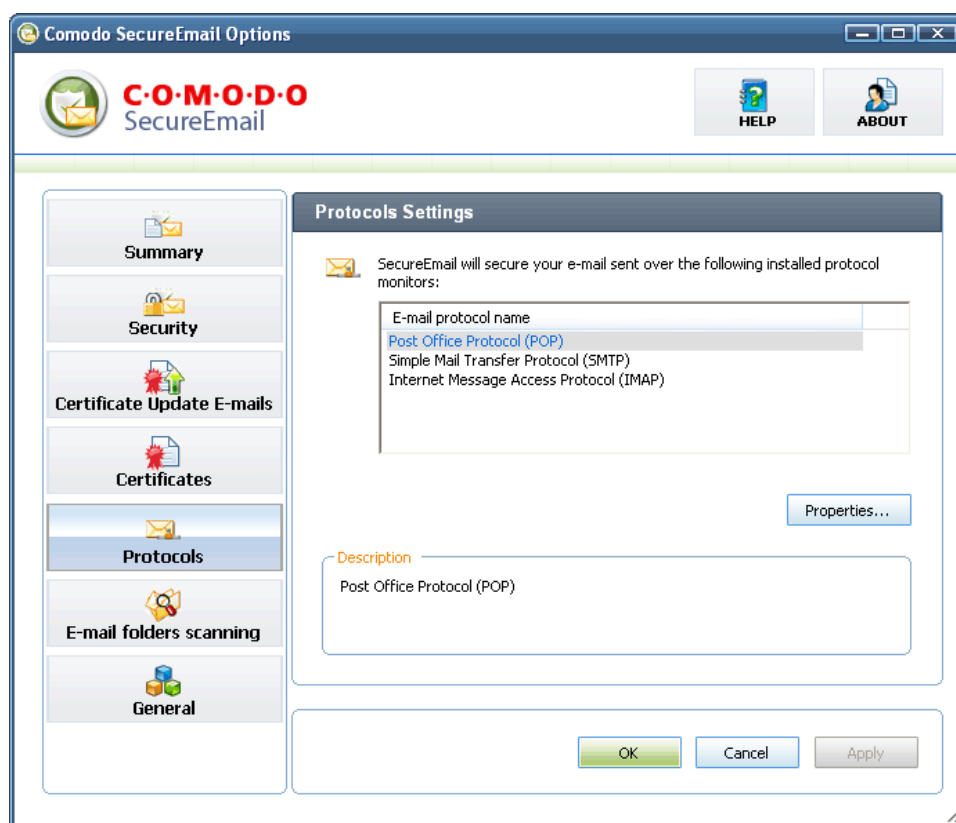 Comodo SecureEmail Options
C·O·M·O·D·O
SecureEmail
HELP
ABOUT
Summary
Security
Certificate Update E-mails
Certificates
Protocols
E-mail folders scanning
General
Protocols Settings
SecureEmail will secure your e-mail sent over the following installed protocol
monitors:
E-mail protocol name
Post Office Protocol (POP)
Simple Mail Transfer Protocol (SMTP)
Internet Message Access Protocol (IMAP)
Properties...
Description
Post Office Protocol (POP)
OK
Cancel
Apply